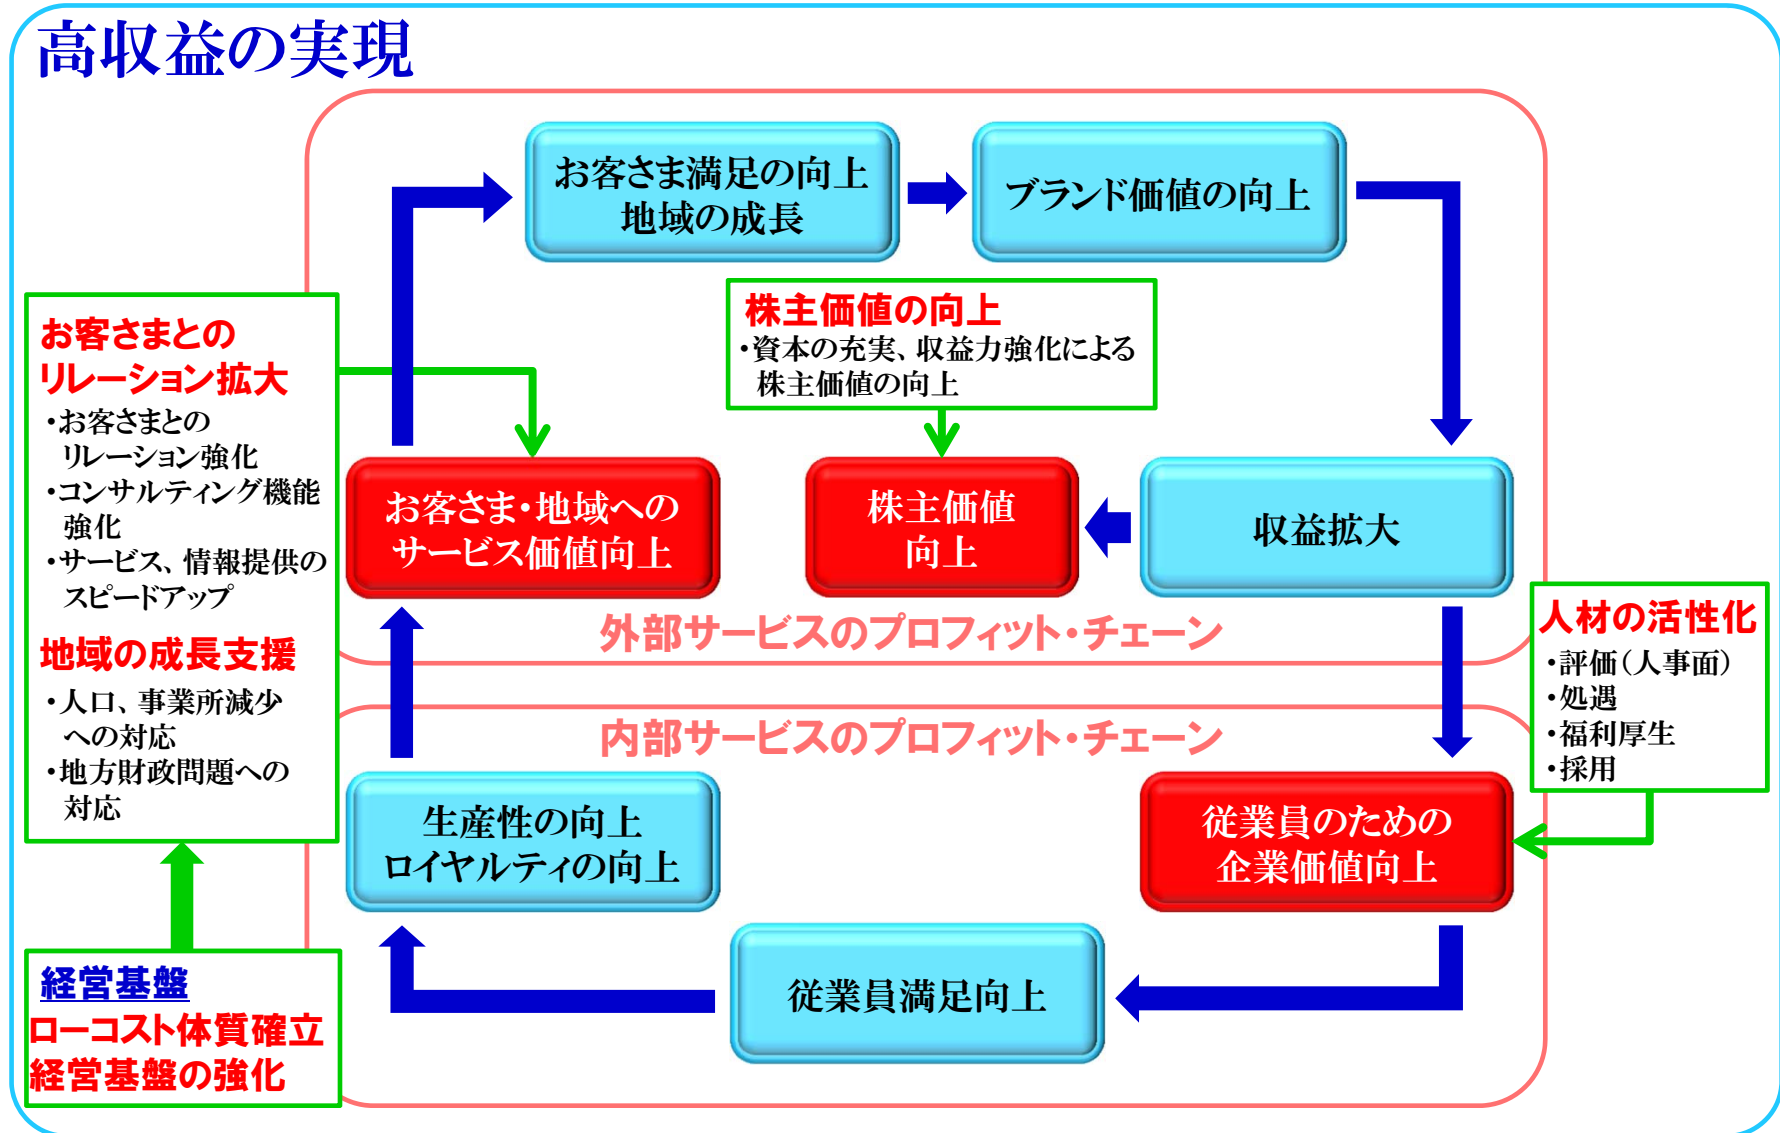 高収益の実現
お客さま満足の向上
地域の成長
ブランド価値の向上
お客さまとの
リレーション拡大
・お客さまとの
リレーション強化
・コンサルティング機能
強化
・サービス、情報提供の
スピードアップ
地域の成長支援
・人口、事業所減少
への対応
・地方財政問題への
対応
株主価値の向上
・資本の充実、収益力強化による
株主価値の向上
お客さま・地域への
サービス価値向上
株主価値
向上
収益拡大
外部サービスのプロフィット・チェーン
人材の活性化
・評価（人事面）
・処遇
・福利厚生
・採用
内部サービスのプロフィット・チェーン
生産性の向上
ロイヤルティの向上
従業員のための
企業価値向上
従業員満足向上
経営基盤
ローコスト体質確立
経営基盤の強化